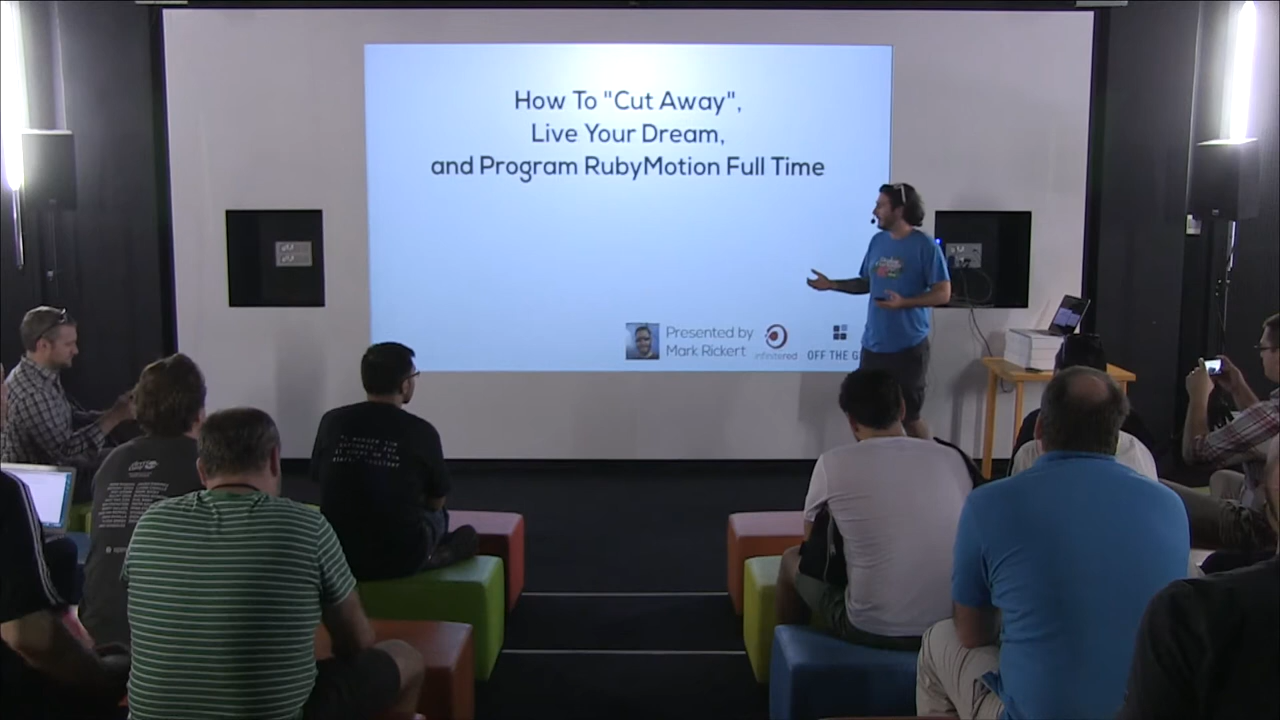 How To "Cut Away",
Live Your Dream,
and Program RubyMotion Full Time
Presented by
Mark Rickert
infinitered
OFF THE G